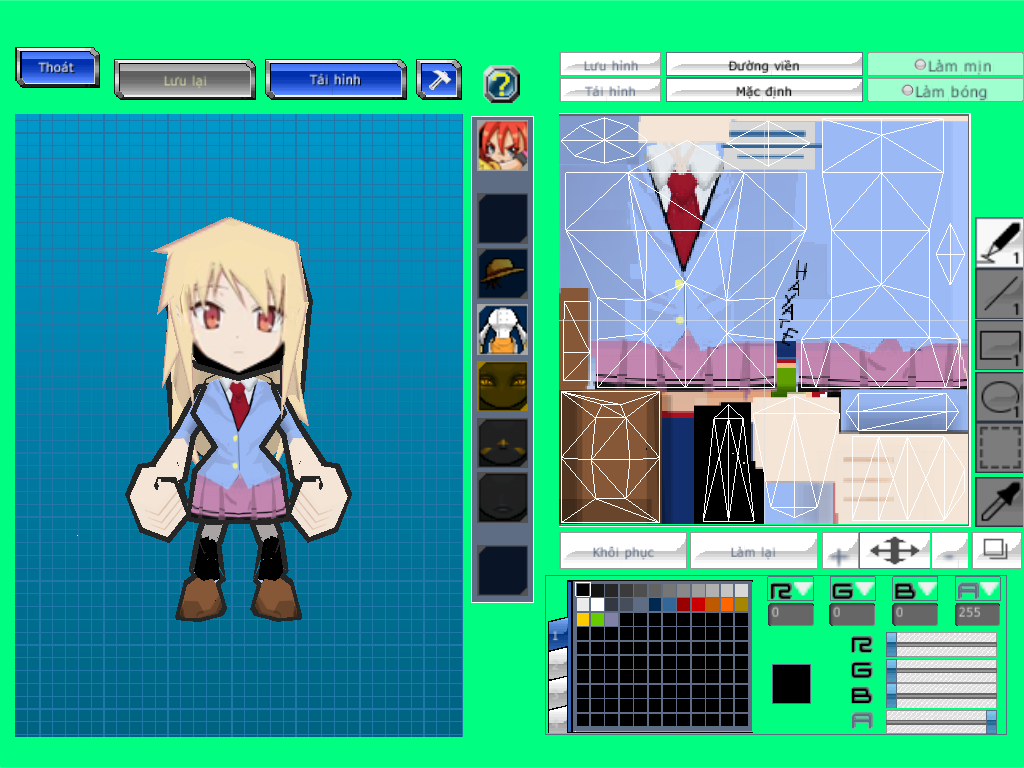 Thoát
Lưu lại
Tải hình
?
Lưu hình
Đường viền
Làm mịn
Tải hình
Mặc định
Làm bóng
1
1
1
1
Khôi phục
Làm lại
+
-
R
G
B
A
0
0
0
255
1
R
G
B
A